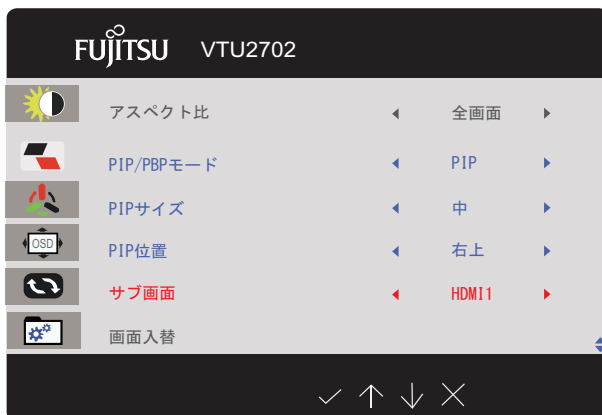 FUJITSU VTU2702
アスペクト比 全画面
PIP/PBPモード PIP
PIPサイズ 中
OSD
PIP位置 右上
サブ画面 HDMI1
画面入替